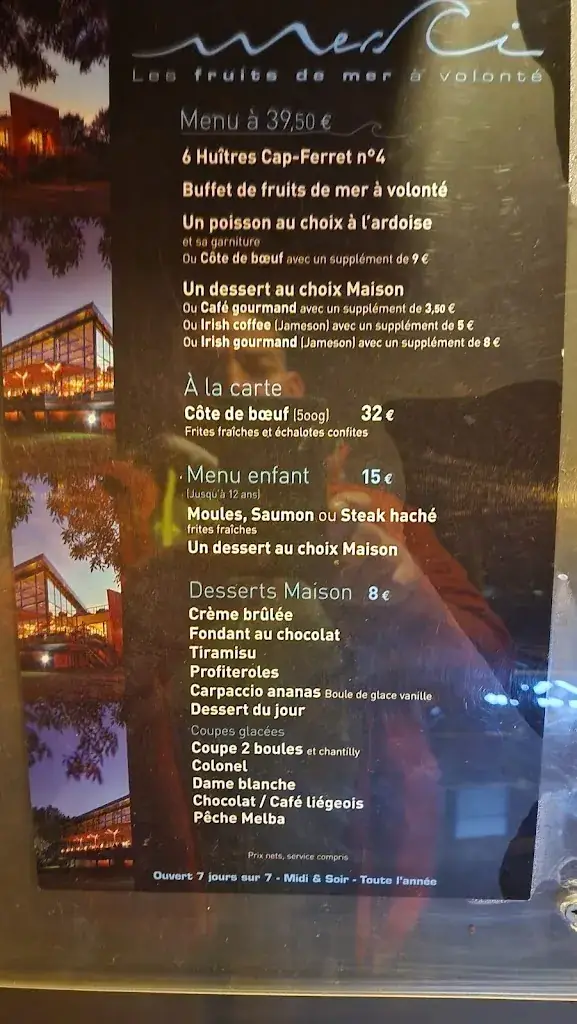 merci
Les fruits de mer à volonté
Menu à 39,50 €
6 Huîtres Cap-Ferret n°4
Buffet de fruits de mer à volonté
Un poisson au choix à l'ardoise
et sa garniture
Ou Côte de bœuf avec un supplément de 9 €
Un dessert au choix Maison
Ou Café gourmand avec un supplément de 3,50 €
Ou Irish coffee (Jameson) avec un supplément de 5 €
Ou Irish gourmand (Jameson) avec un supplément de 8 €
À la carte
Côte de bœuf (500g) 32 €
Frites fraîches et échalotes confites
Menu enfant 15 €
(Jusqu'à 12 ans)
Moules, Saumon ou Steak haché
frites fraîches
Un dessert au choix Maison
Desserts Maison 8 €
Crème brûlée
Fondant au chocolat
Tiramisu
Profiteroles
Carpaccio ananas Boule de glace vanille
Dessert du jour
Coupes glacées
Coupe 2 boules et chantilly
Colonel
Dame blanche
Chocolat / Café liégeois
Pêche Melba
Prix nets, service compris
Ouvert 7 jours sur 7 - Midi & Soir - Toute l'année